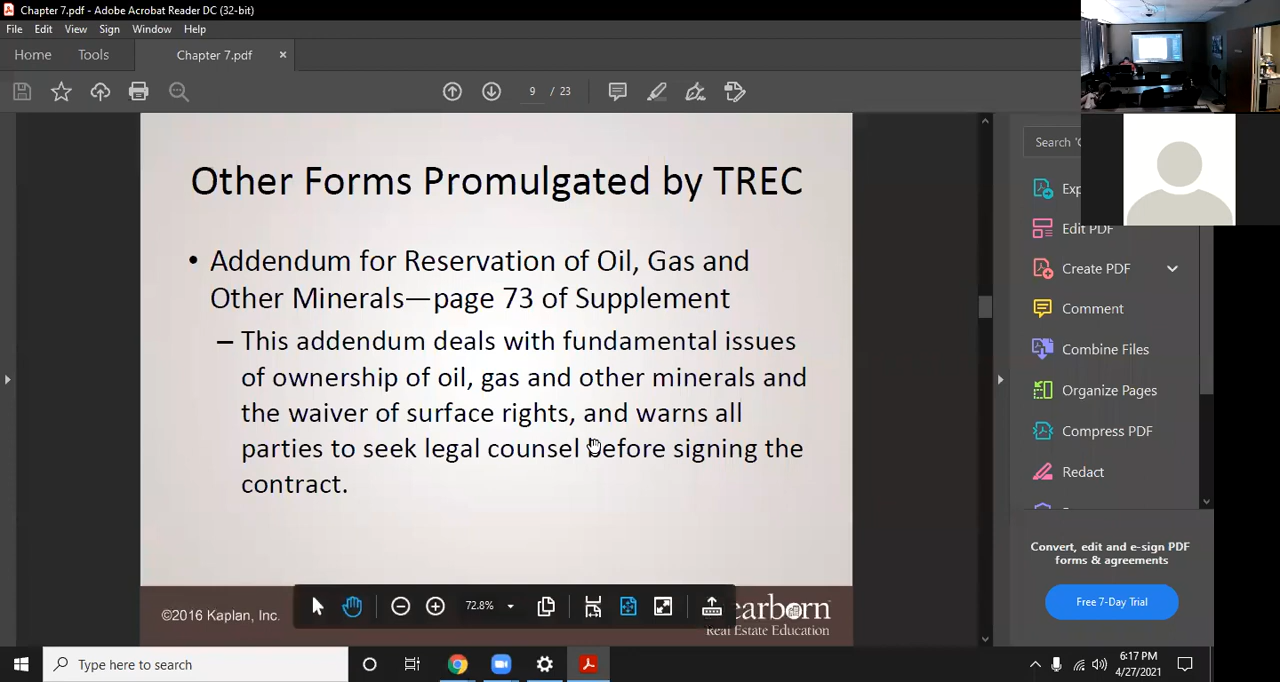 Chapter 7.pdf - Adobe Acrobat Reader DC (32-bit)
File Edit View Sign Window Help
Home Tools Chapter 7.pdf ×
9 / 23
Other Forms Promulgated by TREC
• Addendum for Reservation of Oil, Gas and
Other Minerals—page 73 of Supplement
– This addendum deals with fundamental issues
of ownership of oil, gas and other minerals and
the waiver of surface rights, and warns all
parties to seek legal counsel before signing the
contract.
©2016 Kaplan, Inc.
72.8%
Real Estate Education
Search
Edit PDF
Create PDF
Comment
Combine Files
Organize Pages
Compress PDF
Redact
Convert, edit and e-sign PDF
forms & agreements
Free 7-Day Trial
Type here to search
6:17 PM
4/27/2021